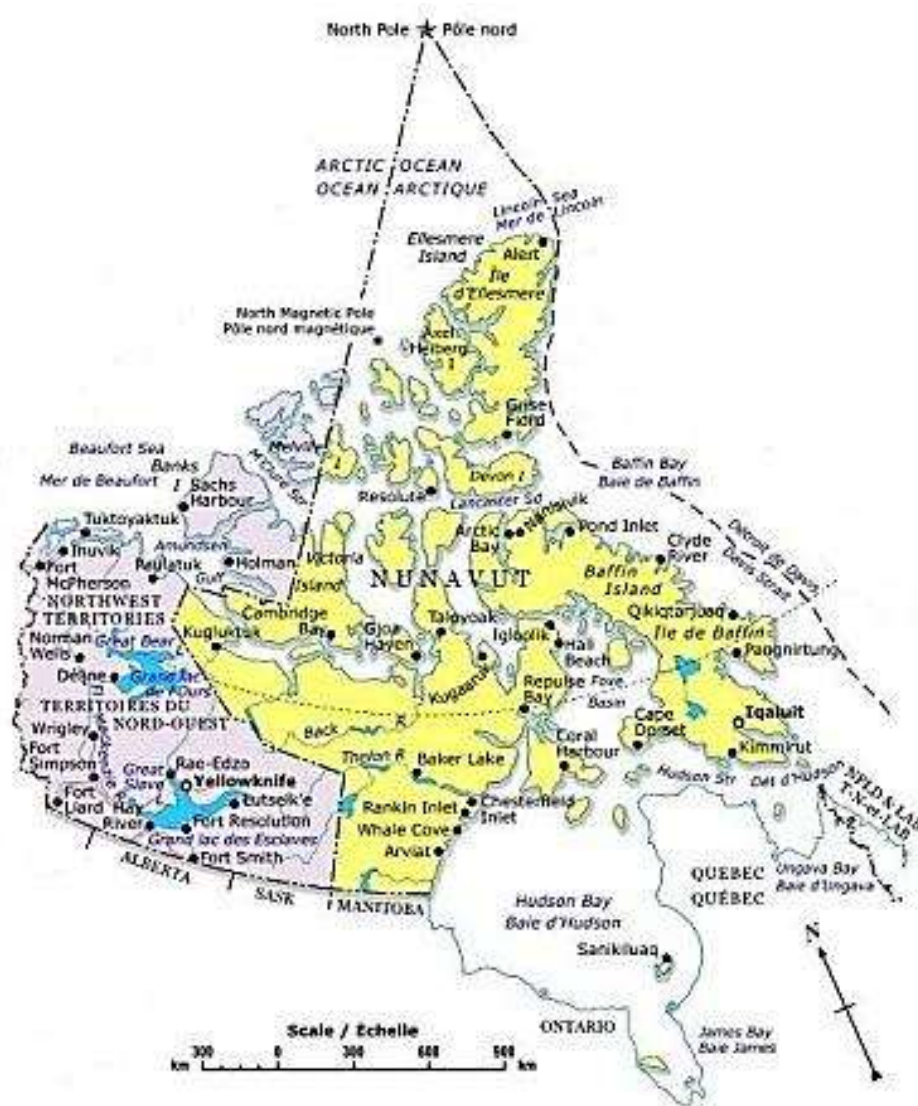 North Pole ★ Pôle nord
ARCTIC OCEAN
OCEAN ARCTIQUE
Lincoln Sea
Mer de Lincoln
Ellesmere
Island
Alert
Île
d'Ellesmere
North Magnetic Pole
Pôle nord magnétique
Axel
Heiberg
I
Grise
Fiord
Beaufort Sea
Mer de Beaufort
Banks
I
Sachs
Harbour
Melville
I
M'Clure Str
Devon I
Resolute
Lancaster Sd
Baffin Bay
Baie de Baffin
Détroit de Davis
Davis Strait
Tuktoyaktuk
Inuvik
Fort
McPherson
Amundsen
Gulf
Paulatuk
Holman
Victoria
Island
Arctic
Bay
Nanisivik
Pond Inlet
Clyde
River
NUNAVUT
Baffin
Island
NORTHWEST
TERRITORIES
Cambridge
Bay
Kugluktuk
Gjoa
Haven
Taloyoak
Igloolik
Hall
Beach
Qikiqtarjuaq
Île de Baffin
Pangnirtung
Norman
Wells
Great Bear
L
Grand lac
de l'Ours
Déline
Kugaaruk
Repulse
Bay
Foxe
Basin
TERRITOIRES DU
NORD-OUEST
Mackenzie R
Wrigley
Fort
Simpson
Fort
Liard
Back
R
Thelon R
Baker Lake
Coral
Harbour
Cape
Dorset
Iqaluit
Kimmirut
Rae-Edzo
Great
Slave
L
Yellowknife
Lutselk'e
Hay
River
Fort Resolution
Grand lac des Esclaves
Fort Smith
Rankin Inlet
Chesterfield
Inlet
Whale Cove
Arviat
Hudson Str
Dét d'Hudson
NFLD & LAB
T-N-et-LAB
ALBERTA
SASK
MANITOBA
Hudson Bay
Baie d'Hudson
QUEBEC
QUÉBEC
Ungava Bay
Baie d'Ungava
Sanikiluaq
N
ONTARIO
James Bay
Baie James
Scale / Échelle
300 0 300 600 900
km km